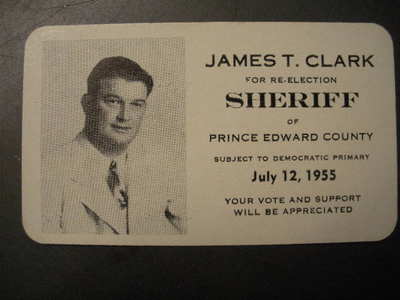 JAMES T. CLARK
FOR RE-ELECTION
SHERIFF
OF
PRINCE EDWARD COUNTY
SUBJECT TO DEMOCRATIC PRIMARY
July 12, 1955
YOUR VOTE AND SUPPORT
WILL BE APPRECIATED